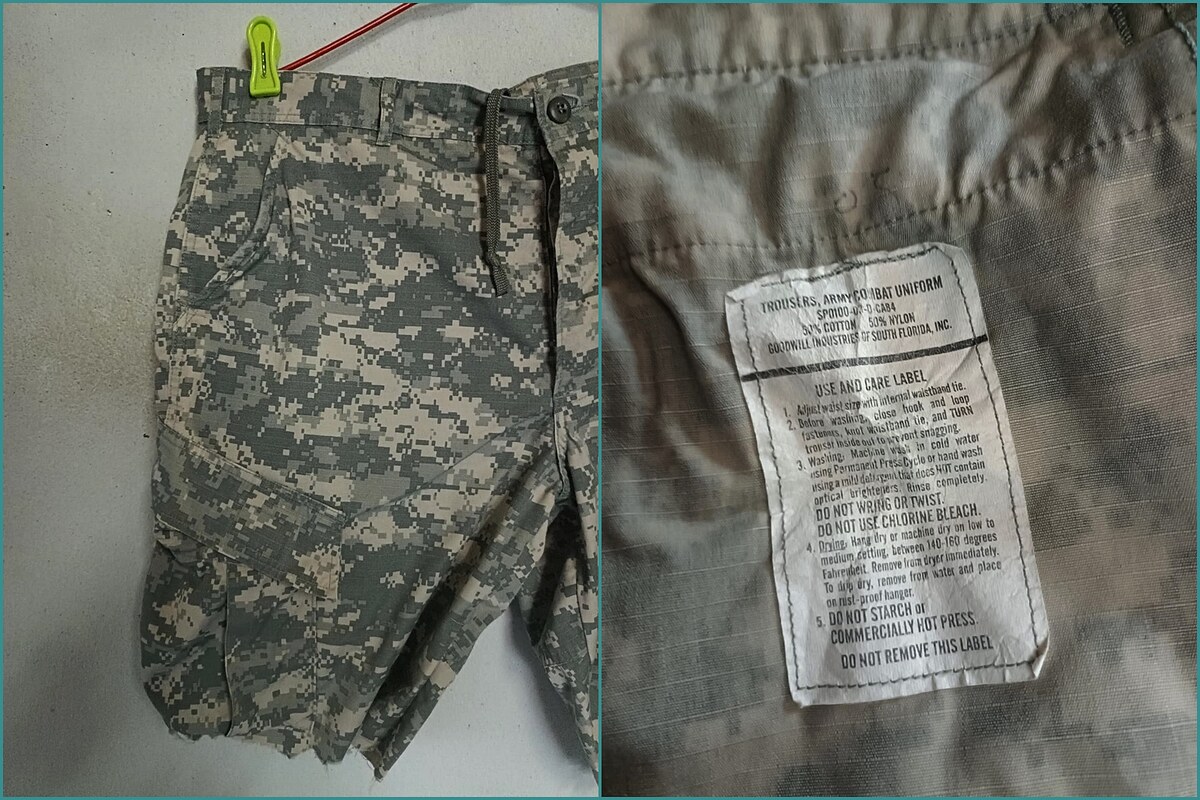 TROUSERS, ARMY COMBAT UNIFORM
50% COTTON 50% NYLON
GOODWILL INDUSTRIES OF SOUTH FLORIDA, INC.
USE AND CARE LABEL
1. Adjust waist size with internal waistband tie.
2. Before washing, close hook and loop
fasteners, knot waistband tie, and TURN
trouser inside out to prevent snagging.
3. Washing. Machine wash in cold water
using Permanent Press Cycle or hand wash
using a mild detergent that does NOT contain
optical brighteners. Rinse completely.
DO NOT WRING OR TWIST.
DO NOT USE CHLORINE BLEACH.
4. Drying. Hang dry or machine dry on low to
medium setting, between 140-160 degrees
Fahrenheit. Remove from dryer immediately.
To drip dry, remove from water and place
on rust-proof hanger.
5. DO NOT STARCH or
COMMERCIALLY HOT PRESS.
DO NOT REMOVE THIS LABEL